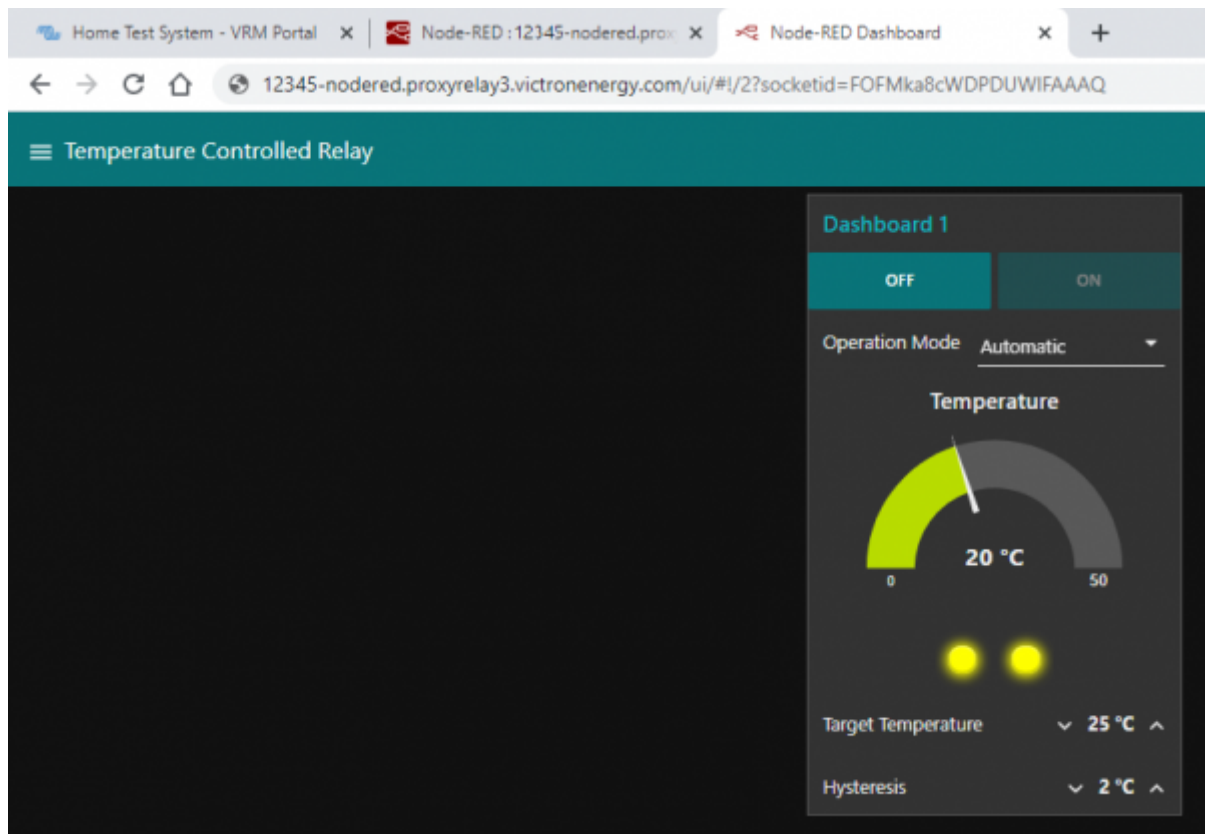 Home Test System - VRM Portal
Node-RED : 12345-nodered.prox
Node-RED Dashboard
12345-nodered.proxyrelay3.victronenergy.com/ui/#!/2?socketid=FOFMka8cWDPDUWIFAAAQ
Temperature Controlled Relay
Dashboard 1
OFF ON
Operation Mode Automatic
Temperature
20 °C
0 50
Target Temperature 25 °C
Hysteresis 2 °C